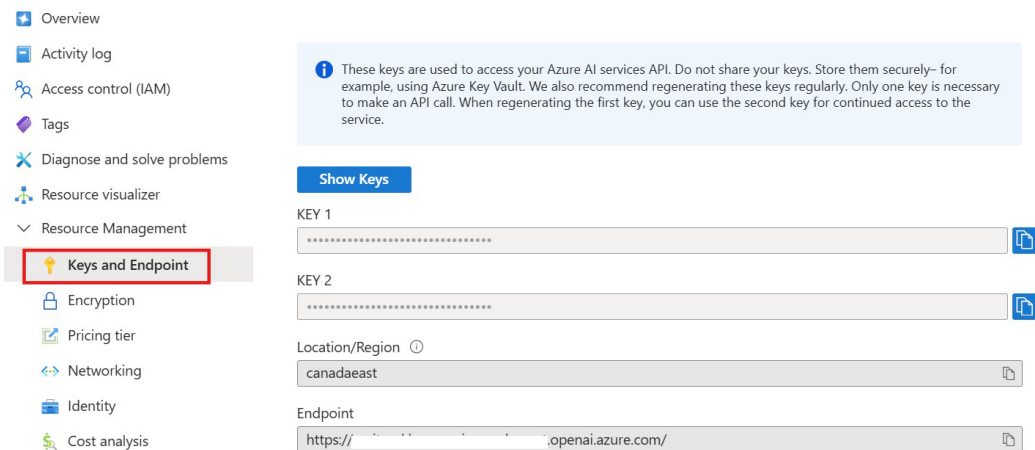 Overview
Activity log
Access control (IAM)
Tags
Diagnose and solve problems
Resource visualizer
Resource Management
Keys and Endpoint
Encryption
Pricing tier
Networking
Identity
Cost analysis
These keys are used to access your Azure AI services API. Do not share your keys. Store them securely– for
example, using Azure Key Vault. We also recommend regenerating these keys regularly. Only one key is necessary
to make an API call. When regenerating the first key, you can use the second key for continued access to the
service.
Show Keys
KEY 1
••••••••••••••••••••••••••••••••
KEY 2
••••••••••••••••••••••••••••••••
Location/Region
canadaeast
Endpoint
https:// .openai.azure.com/